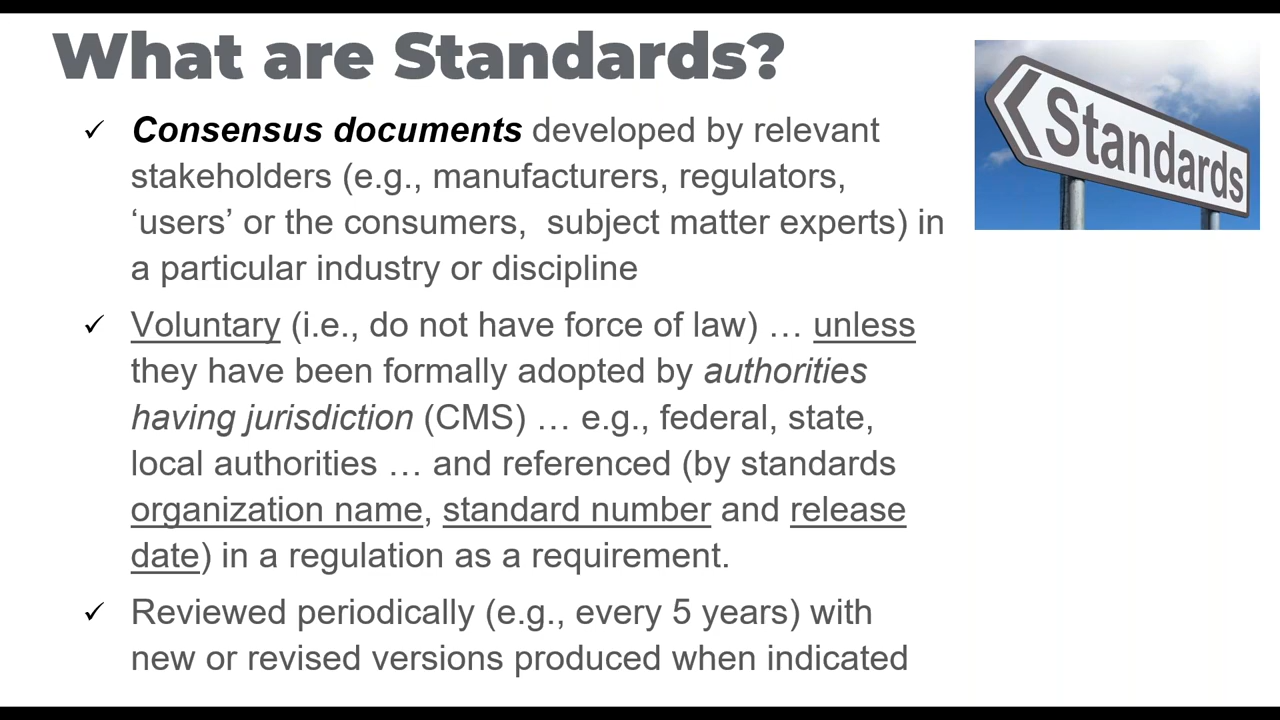 What are Standards?
Standards
✓ Consensus documents developed by relevant
stakeholders (e.g., manufacturers, regulators,
‘users’ or the consumers,  subject matter experts) in
a particular industry or discipline
✓ Voluntary (i.e., do not have force of law) … unless
they have been formally adopted by authorities
having jurisdiction (CMS) … e.g., federal, state,
local authorities … and referenced (by standards
organization name, standard number and release
date) in a regulation as a requirement.
✓ Reviewed periodically (e.g., every 5 years) with
new or revised versions produced when indicated